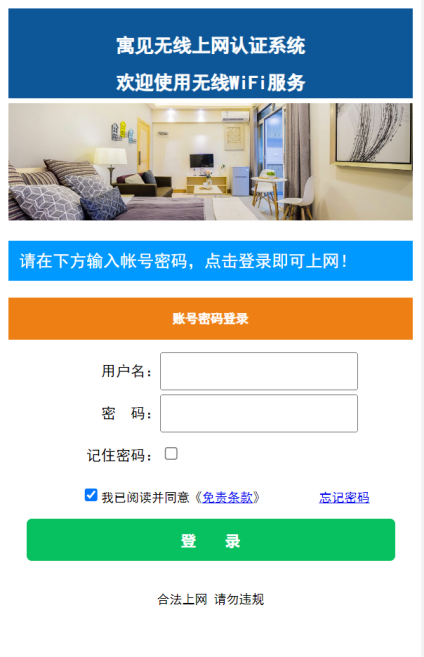 寓见无线上网认证系统
欢迎使用无线WiFi服务
请在下方输入帐号密码，点击登录即可上网！
账号密码登录
用户名：
密　码：
记住密码：
我已阅读并同意《免责条款》　忘记密码
登　录
合法上网 请勿违规